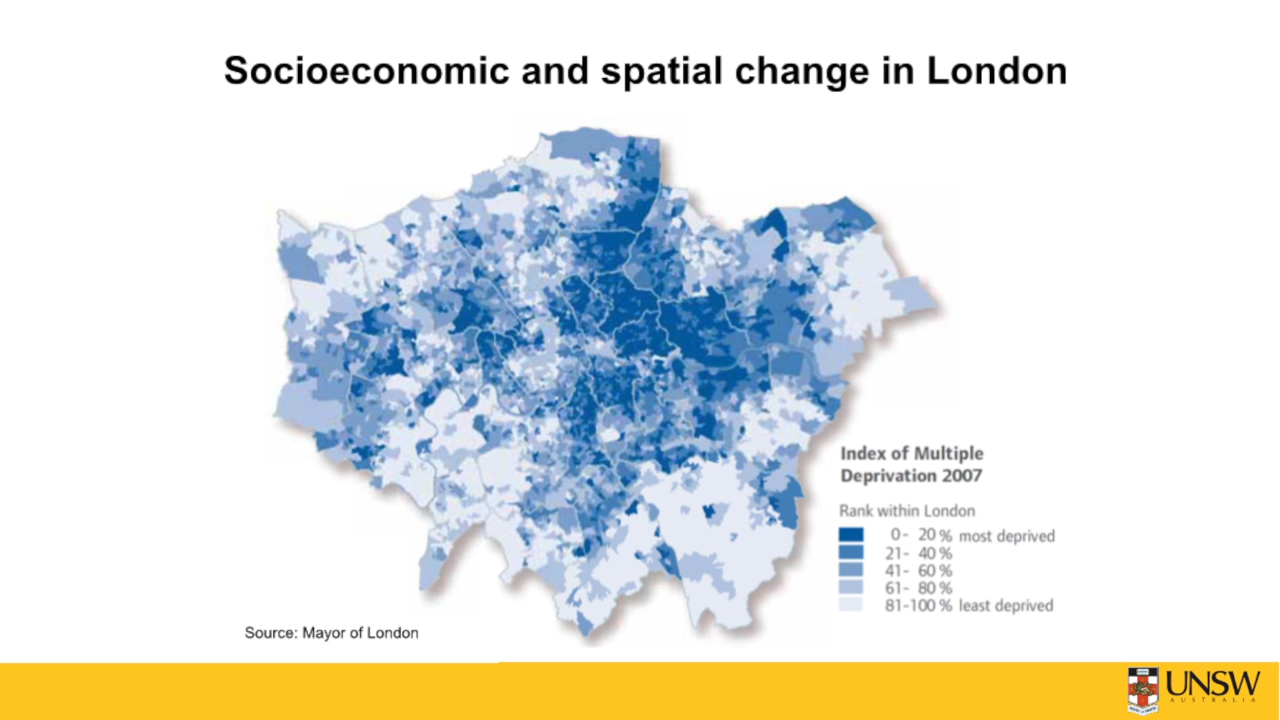 Socioeconomic and spatial change in London
Index of Multiple
Deprivation 2007
Rank within London
0- 20 % most deprived
21- 40 %
41- 60 %
61- 80 %
81-100 % least deprived
Source: Mayor of London
UNSW
AUSTRALIA